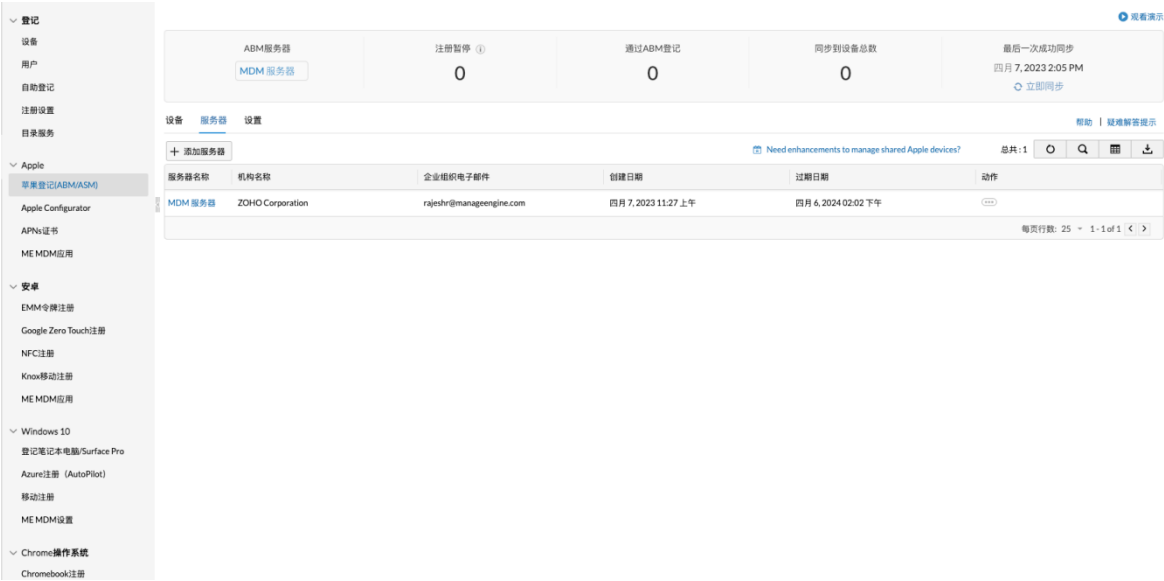 登记
设备
用户
自助登记
注册设置
目录服务
Apple
苹果登记(ABM/ASM)
Apple Configurator
APNs证书
ME MDM应用
安卓
EMM令牌注册
Google Zero Touch注册
NFC注册
Knox移动注册
ME MDM应用
Windows 10
登记笔记本电脑/Surface Pro
Azure注册（AutoPilot）
移动注册
ME MDM设置
Chrome操作系统
Chromebook注册
观看演示
ABM服务器
MDM 服务器
注册暂停
0
通过ABM登记
0
同步到设备总数
0
最后一次成功同步
四月 7, 2023 2:05 PM
立即同步
设备 服务器 设置
帮助 | 疑难解答提示
+ 添加服务器
Need enhancements to manage shared Apple devices?
总共 : 1
服务器名称 机构名称 企业组织电子邮件 创建日期 过期日期 动作
MDM 服务器 ZOHO Corporation rajeshr@manageengine.com 四月 7, 2023 11:27 上午 四月 6, 2024 02:02 下午
每页行数: 25 1 - 1 of 1